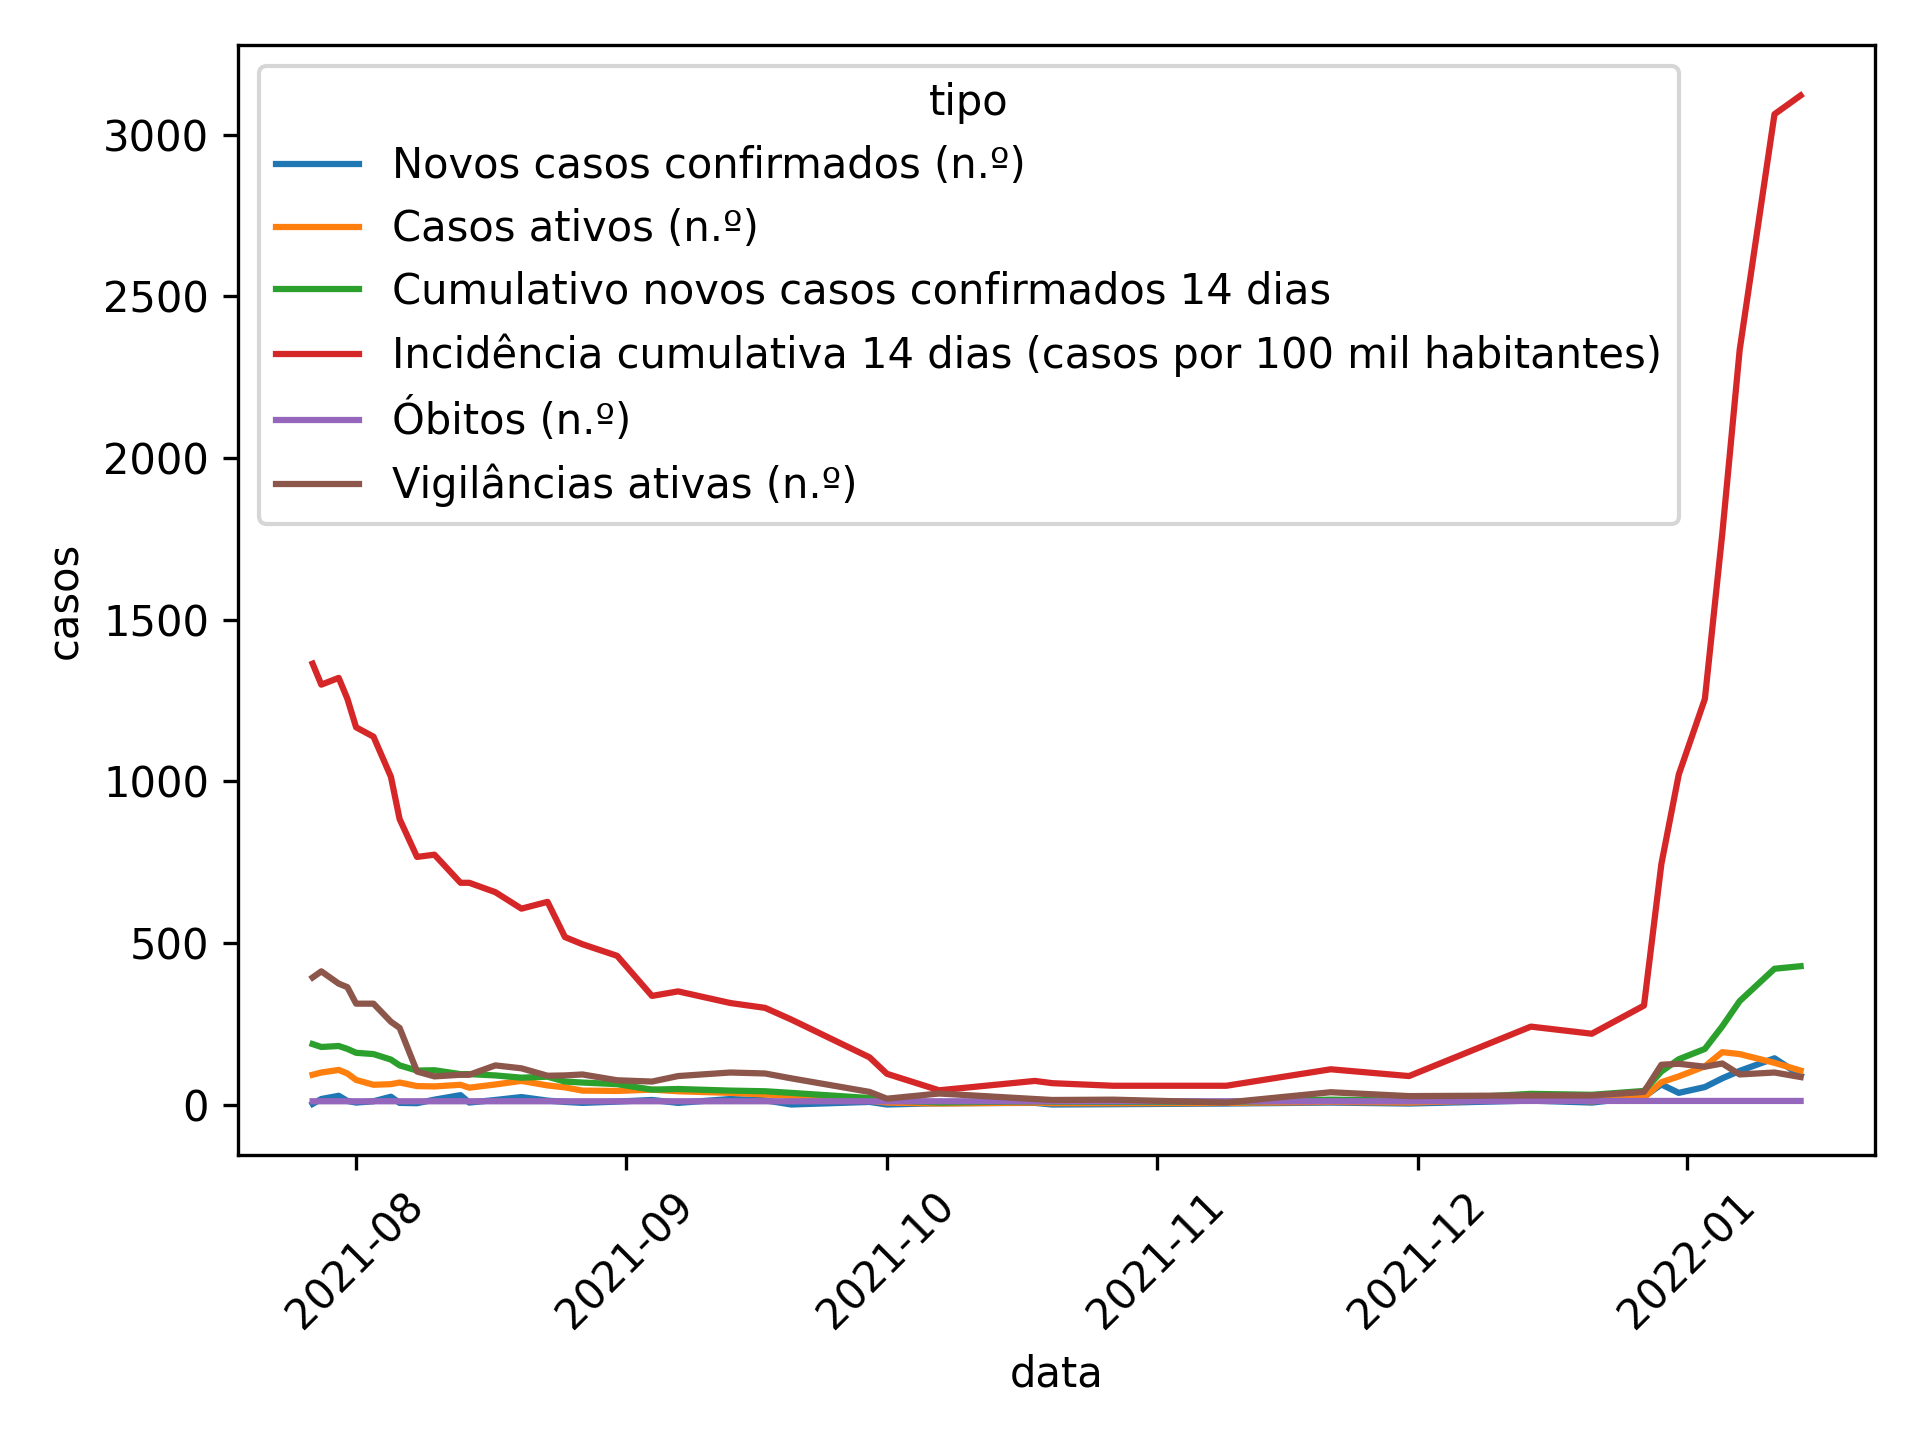 tipo
Novos casos confirmados (n.º)
Casos ativos (n.º)
Cumulativo novos casos confirmados 14 dias
Incidência cumulativa 14 dias (casos por 100 mil habitantes)
Óbitos (n.º)
Vigilâncias ativas (n.º)
casos
3000
2500
2000
1500
1000
500
0
2021-08
2021-09
2021-10
2021-11
2021-12
2022-01
data